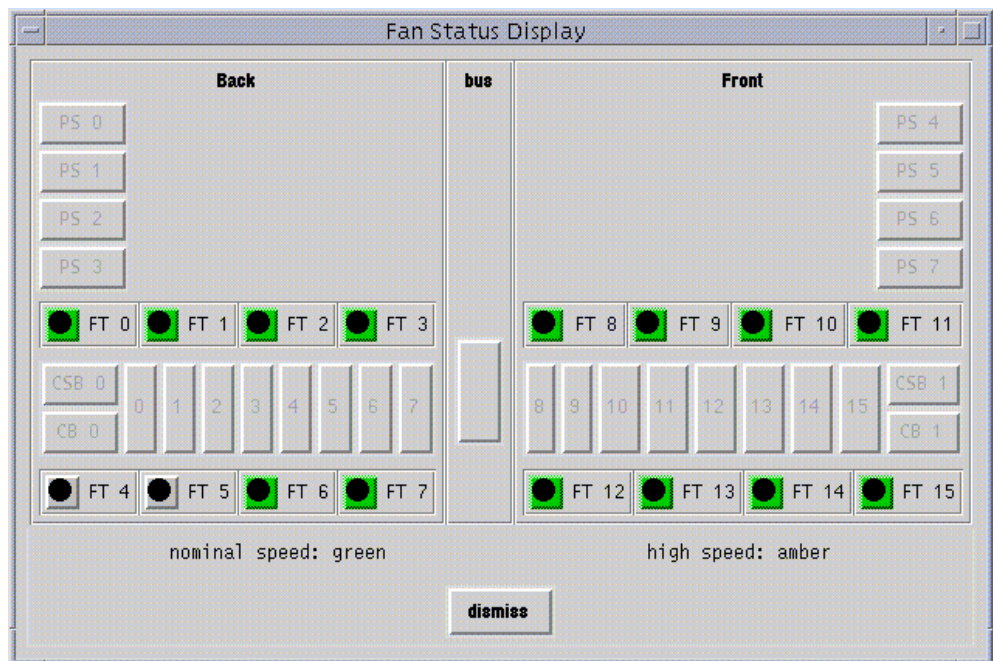 Fan Status Display
Back bus Front
PS 0 PS 4
PS 1 PS 5
PS 2 PS 6
PS 3 PS 7
FT 0 FT 1 FT 2 FT 3 FT 8 FT 9 FT 10 FT 11
CSB 0 CSB 1
0 1 2 3 4 5 6 7 8 9 10 11 12 13 14 15
CB 0 CB 1
FT 4 FT 5 FT 6 FT 7 FT 12 FT 13 FT 14 FT 15
nominal speed: green high speed: amber
dismiss